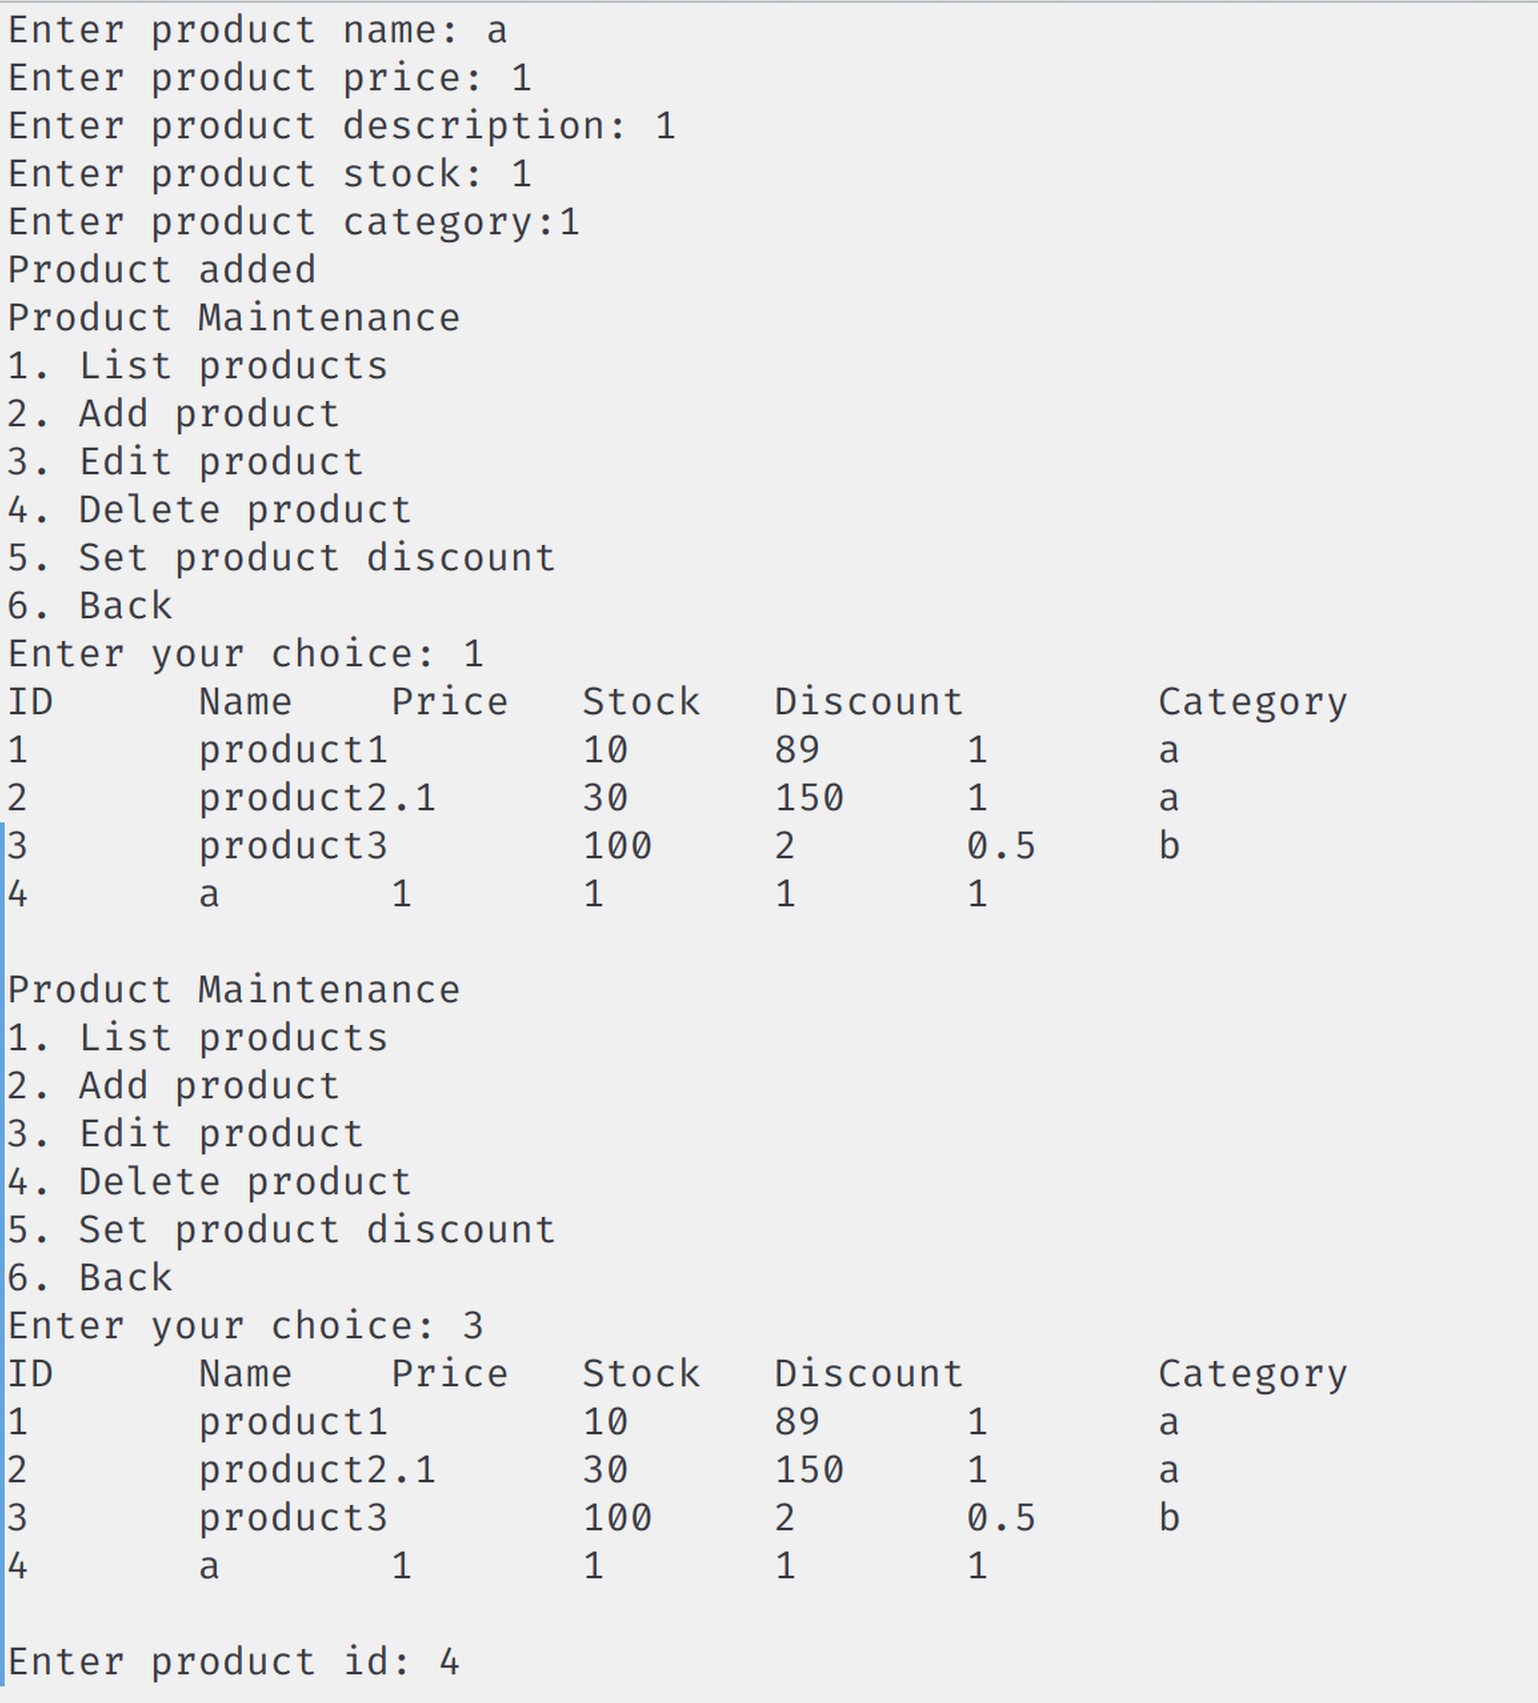 Enter product name: a
Enter product price: 1
Enter product description: 1
Enter product stock: 1
Enter product category:1
Product added
Product Maintenance
1. List products
2. Add product
3. Edit product
4. Delete product
5. Set product discount
6. Back
Enter your choice: 1
ID      Name    Price   Stock   Discount        Category
1       product1        10      89      1       a
2       product2.1      30      150     1       a
3       product3        100     2       0.5     b
4       a       1       1       1       1

Product Maintenance
1. List products
2. Add product
3. Edit product
4. Delete product
5. Set product discount
6. Back
Enter your choice: 3
ID      Name    Price   Stock   Discount        Category
1       product1        10      89      1       a
2       product2.1      30      150     1       a
3       product3        100     2       0.5     b
4       a       1       1       1       1

Enter product id: 4